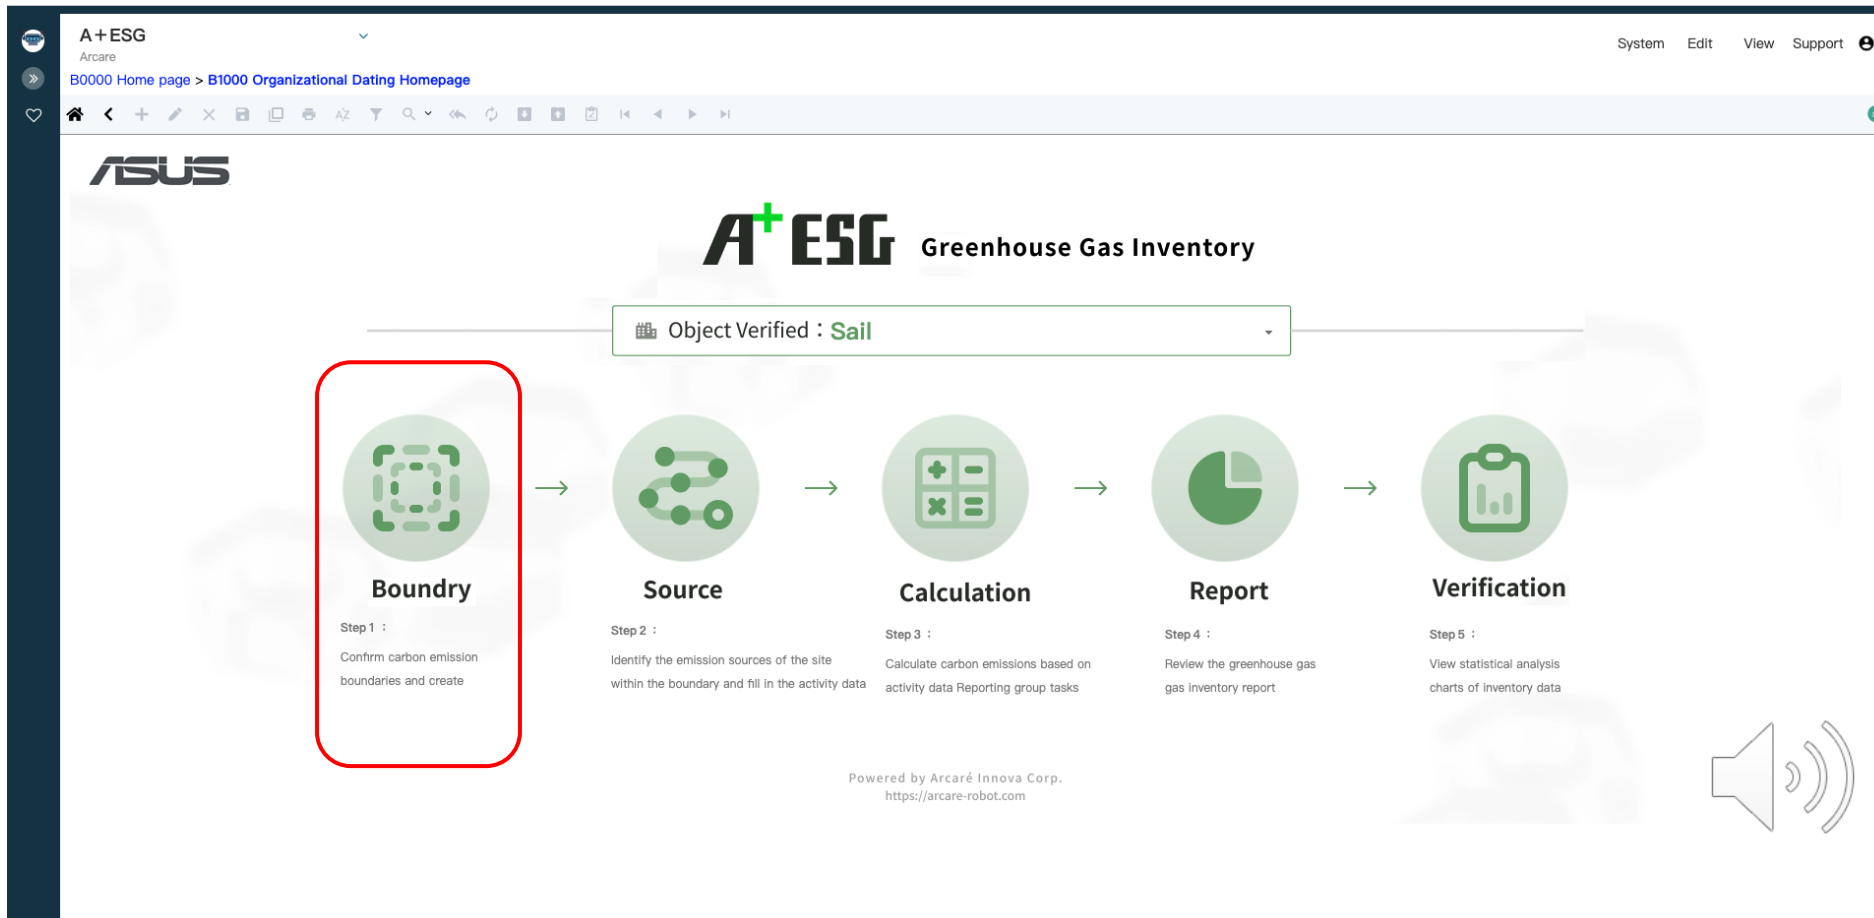 A+ESG
Arcare
System Edit View Support
B0000 Home page > B1000 Organizational Dating Homepage
ASUS
A+ESG Greenhouse Gas Inventory
Object Verified：Sail
Boundry
Step 1 ：
Confirm carbon emission
boundaries and create
Source
Step 2 ：
Identify the emission sources of the site
within the boundary and fill in the activity data
Calculation
Step 3 ：
Calculate carbon emissions based on
activity data Reporting group tasks
Report
Step 4 ：
Review the greenhouse gas
gas inventory report
Verification
Step 5 ：
View statistical analysis
charts of inventory data
Powered by Arcaré Innova Corp.
https://arcare-robot.com